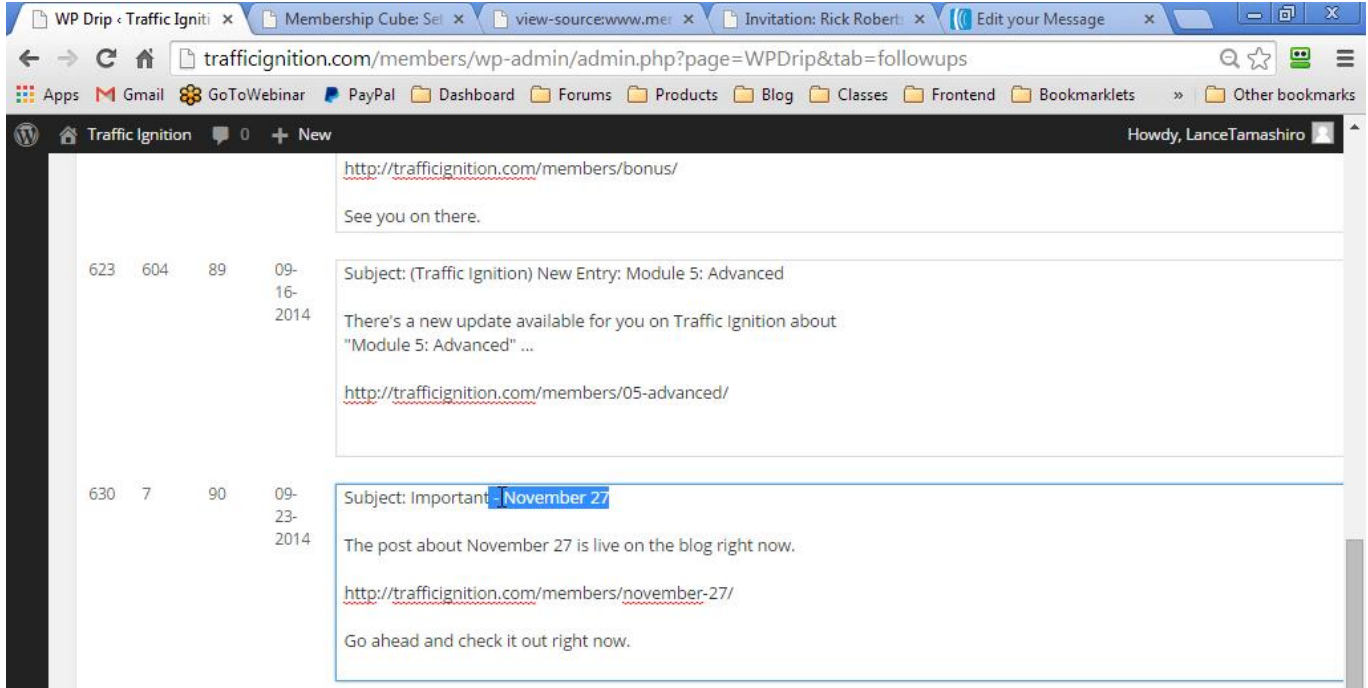 WP Drip ‹ Traffic Igniti
Membership Cube: Set
view-source:www.mer
Invitation: Rick Robert
Edit your Message
trafficignition.com/members/wp-admin/admin.php?page=WPDrip&tab=followups
Apps Gmail GoToWebinar PayPal Dashboard Forums Products Blog Classes Frontend Bookmarklets » Other bookmarks
Traffic Ignition 0 + New Howdy, LanceTamashiro
http://trafficignition.com/members/bonus/
See you on there.
623 604 89 09-
16-
2014
Subject: (Traffic Ignition) New Entry: Module 5: Advanced
There's a new update available for you on Traffic Ignition about
"Module 5: Advanced" ...
http://trafficignition.com/members/05-advanced/
630 7 90 09-
23-
2014
Subject: Important - November 27
The post about November 27 is live on the blog right now.
http://trafficignition.com/members/november-27/
Go ahead and check it out right now.